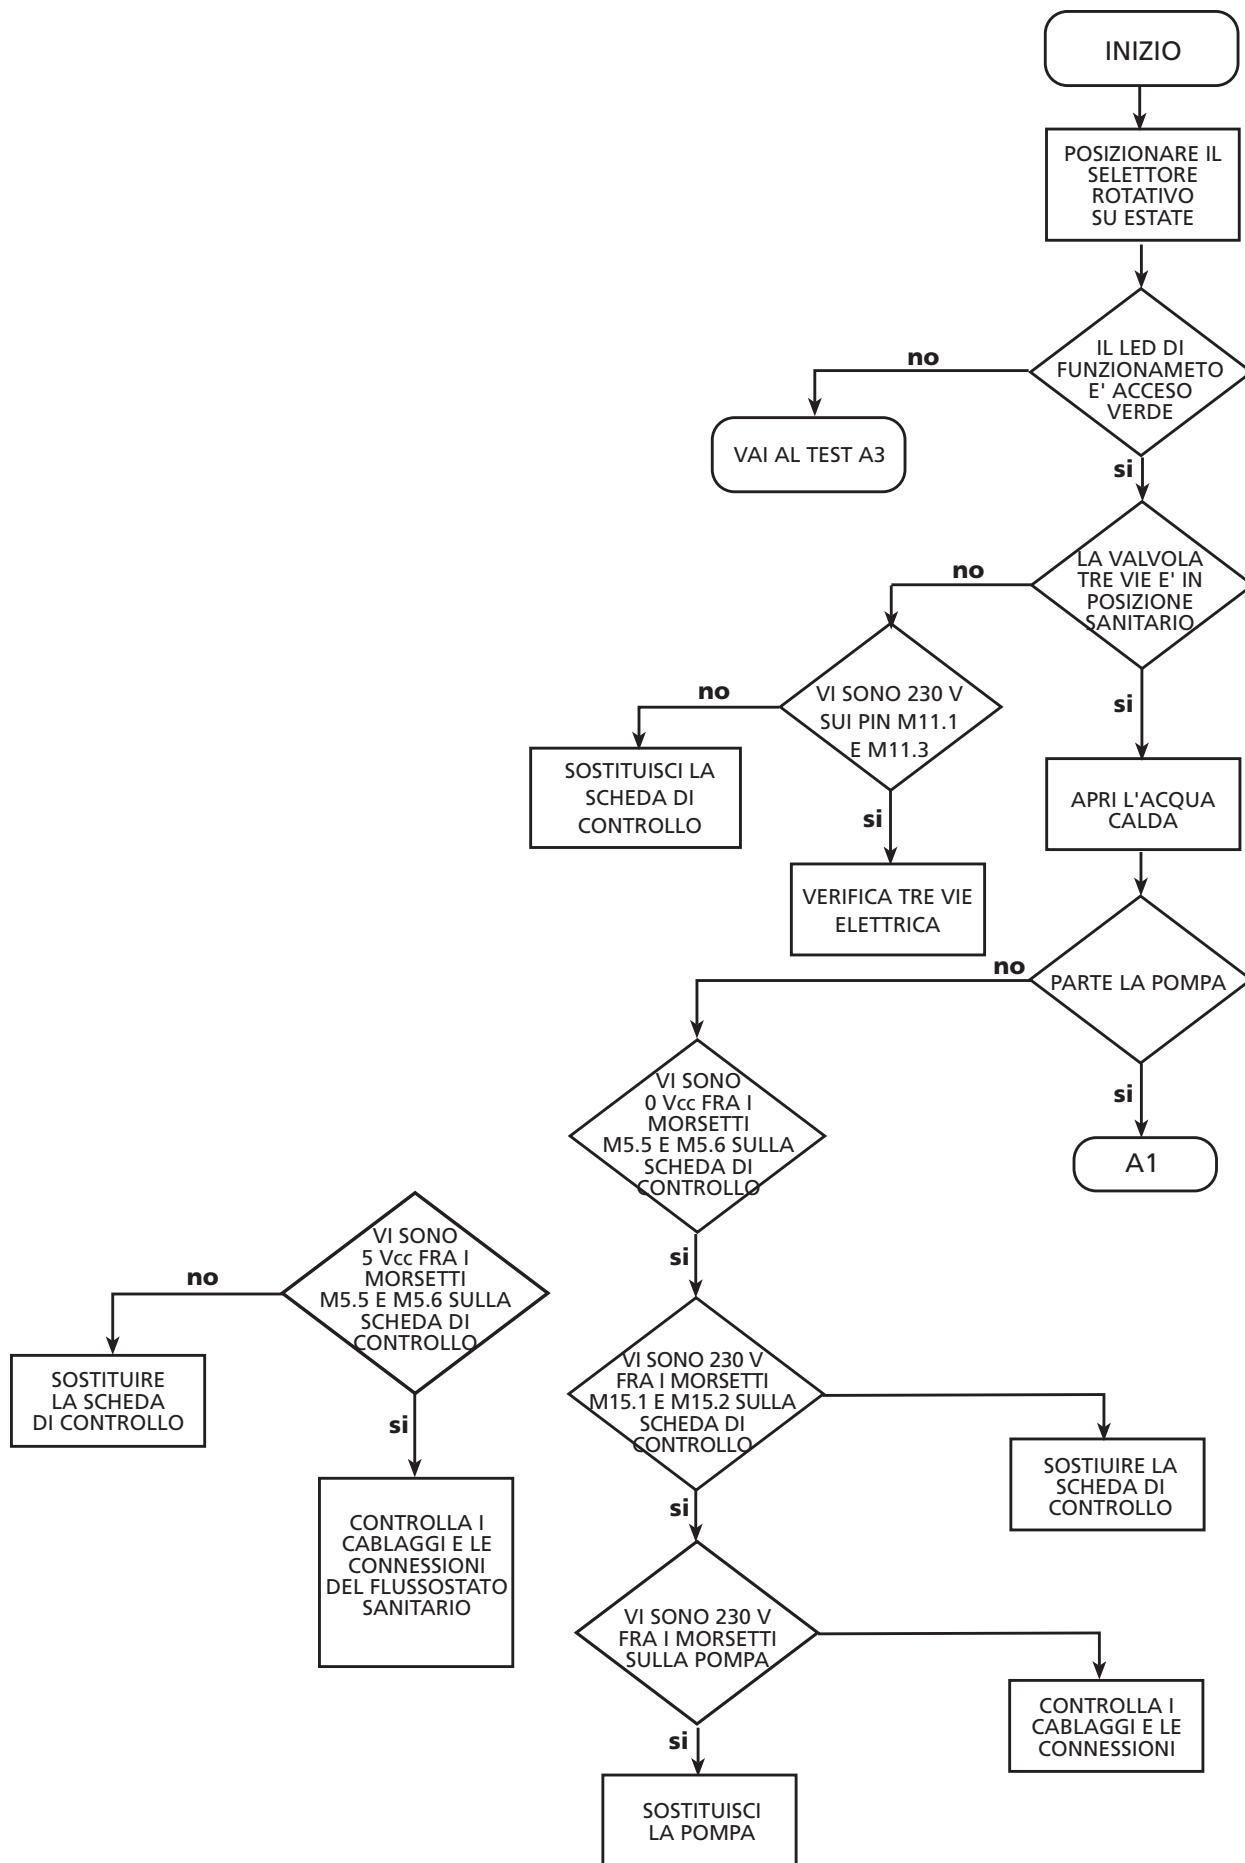 INIZIO
POSIZIONARE IL
SELETTORE
ROTATIVO
SU ESTATE
IL LED DI
FUNZIONAMETO
E' ACCESO
VERDE
no
VAI AL TEST A3
si
LA VALVOLA
TRE VIE E' IN
POSIZIONE
SANITARIO
no
VI SONO 230 V
SUI PIN M11.1
E M11.3
no
SOSTITUISCI LA
SCHEDA DI
CONTROLLO
si
VERIFICA TRE VIE
ELETTRICA
si
APRI L'ACQUA
CALDA
PARTE LA POMPA
no
si
A1
VI SONO
0 Vcc FRA I
MORSETTI
M5.5 E M5.6 SULLA
SCHEDA DI
CONTROLLO
si
VI SONO
5 Vcc FRA I
MORSETTI
M5.5 E M5.6 SULLA
SCHEDA DI
CONTROLLO
no
SOSTITUIRE
LA SCHEDA
DI CONTROLLO
si
CONTROLLA I
CABLAGGI E LE
CONNESSIONI
DEL FLUSSOSTATO
SANITARIO
VI SONO 230 V
FRA I MORSETTI
M15.1 E M15.2 SULLA
SCHEDA DI
CONTROLLO
SOSTIUIRE LA
SCHEDA DI
CONTROLLO
si
VI SONO 230 V
FRA I MORSETTI
SULLA POMPA
CONTROLLA I
CABLAGGI E LE
CONNESSIONI
si
SOSTITUISCI
LA POMPA